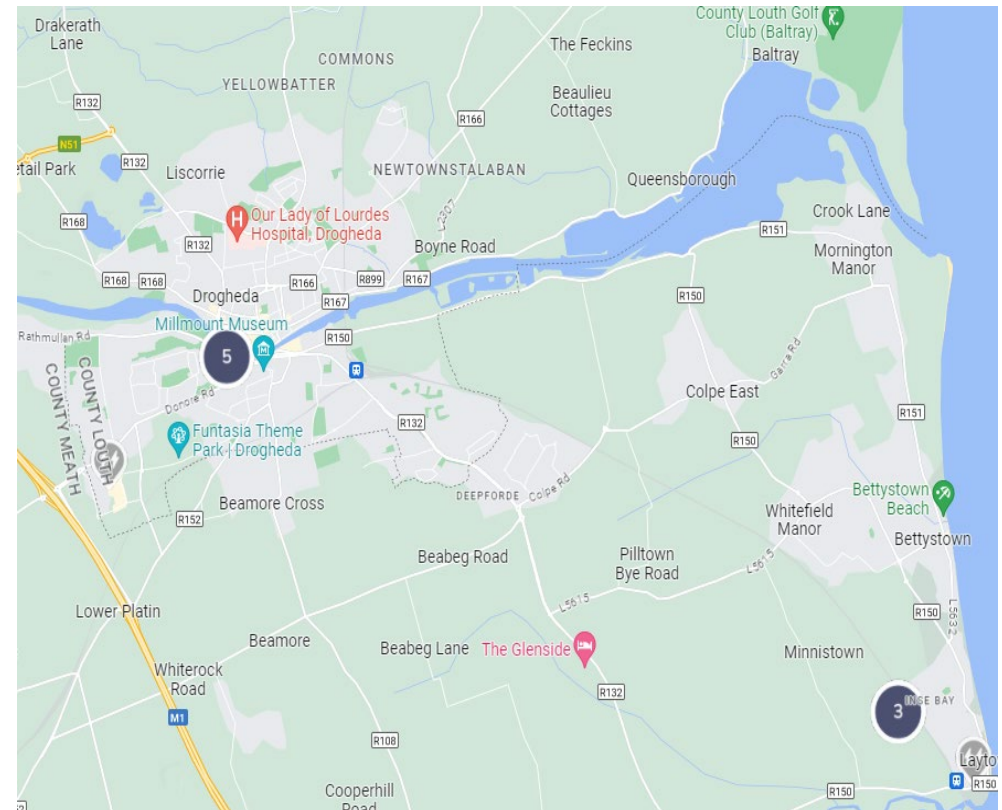 Drakerath
Lane
COMMONS
YELLOWBATTER
The Feckins
County Louth Golf
Club (Baltray)
Baltray
Beaulieu
Cottages
R132
R166
N51
R132
etail Park
Liscorrie
NEWTOWNSTALABAN
Queensborough
R168
Our Lady of Lourdes
Hospital, Drogheda
L2307
Crook Lane
R132
Boyne Road
R151
Mornington
Manor
R168
R168
R166
R899
R167
Drogheda
R167
R150
Rathmullan Rd
Millmount Museum
R150
5
Garra Rd
COUNTY MEATH
COUNTY LOUTH
Donore Rd
Colpe East
R132
R151
Funtasia Theme
Park | Drogheda
R150
DEEPFORDE
Colpe Rd
Bettystown
Beach
Beamore Cross
R152
Whitefield
Manor
Bettystown
Beabeg Road
Pilltown
Bye Road
L5615
L5615
Lower Platin
R150
L5632
Beamore
Beabeg Lane
The Glenside
Minnistown
Whiterock
Road
R132
3
INSE BAY
M1
R108
Layto
R150
R150
Cooperhill
Road